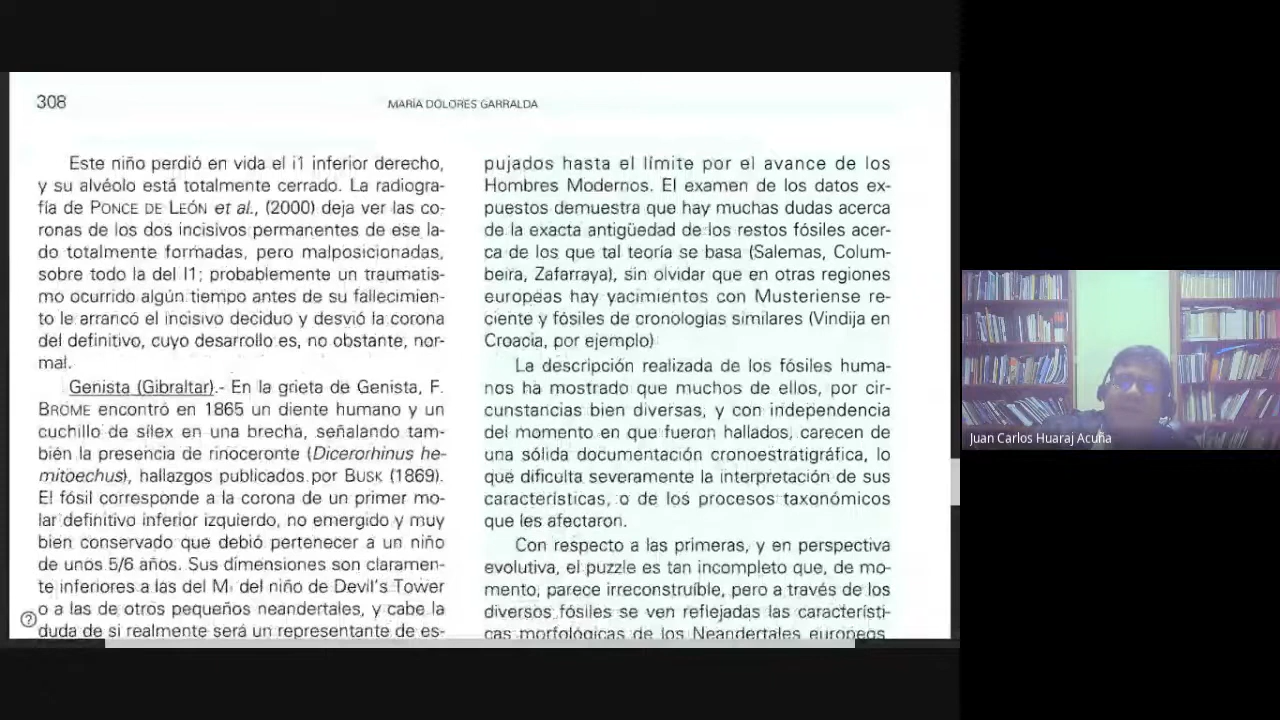 308
MARÍA DOLORES GARRALDA
Este niño perdió en vida el i1 inferior derecho,
y su alvéolo está totalmente cerrado. La radiogra-
fía de PONCE DE LEÓN et al., (2000) deja ver las co-
ronas de los dos incisivos permanentes de ese la-
do totalmente formadas, pero malposicionadas,
sobre todo la del I1; probablemente un traumatis-
mo ocurrido algún tiempo antes de su fallecimien-
to le arrancó el incisivo deciduo y desvió la corona
del definitivo, cuyo desarrollo es, no obstante, nor-
mal.
Genista (Gibraltar).- En la grieta de Genista, F.
BROME encontró en 1865 un diente humano y un
cuchillo de sílex en una brecha, señalando tam-
bién la presencia de rinoceronte (Dicerorhinus he-
mitoechus), hallazgos publicados por BUSK (1869).
El fósil corresponde a la corona de un primer mo-
lar definitivo inferior izquierdo, no emergido y muy
bien conservado que debió pertenecer a un niño
de unos 5/6 años. Sus dimensiones son claramen-
te inferiores a las del M1 del niño de Devil's Tower
o a las de otros pequeños neandertales, y cabe la
duda de si realmente será un representante de es-
pujados hasta el límite por el avance de los
Hombres Modernos. El examen de los datos ex-
puestos demuestra que hay muchas dudas acerca
de la exacta antigüedad de los restos fósiles acer-
ca de los que tal teoría se basa (Salemas, Colum-
beira, Zafarraya), sin olvidar que en otras regiones
europeas hay yacimientos con Musteriense re-
ciente y fósiles de cronologías similares (Vindija en
Croacia, por ejemplo)
La descripción realizada de los fósiles huma-
nos ha mostrado que muchos de ellos, por cir-
cunstancias bien diversas, y con independencia
del momento en que fueron hallados, carecen de
una sólida documentación cronoestratigráfica, lo
que dificulta severamente la interpretación de sus
características, o de los procesos taxonómicos
que les afectaron.
Con respecto a las primeras, y en perspectiva
evolutiva, el puzzle es tan incompleto que, de mo-
mento, parece irreconstruíble, pero a través de los
diversos fósiles se ven reflejadas las característi-
cas morfológicas de los Neandertales europeos
Juan Carlos Huaraj Acuña